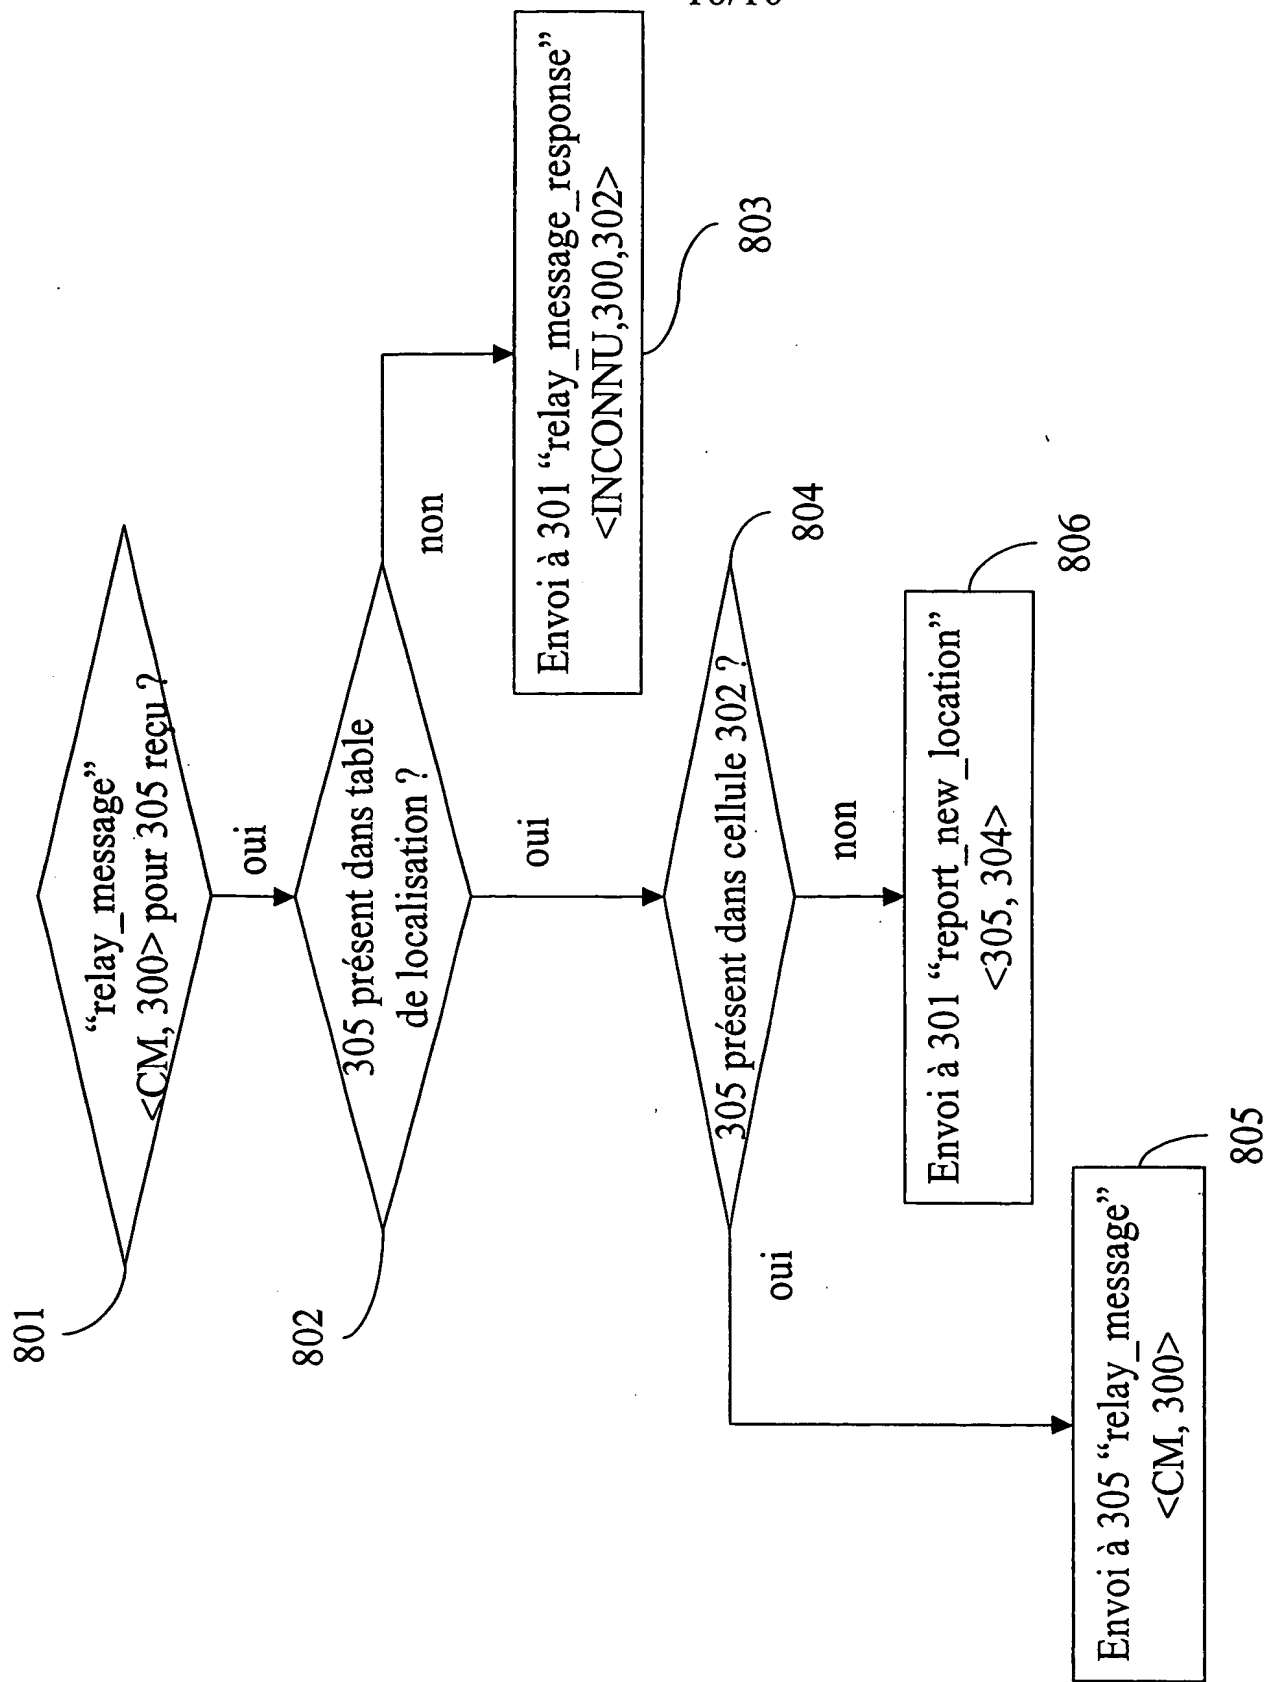 801
“relay_message”
<CM, 300> pour 305 reçu ?
oui
802
305 présent dans table
de localisation ?
non
Envoi à 301 “relay_message_response”
<INCONNU,300,302>
803
oui
305 présent dans cellule 302 ?
804
oui
non
Envoi à 301 “report_new_location”
<305, 304>
806
Envoi à 305 “relay_message”
<CM, 300>
805